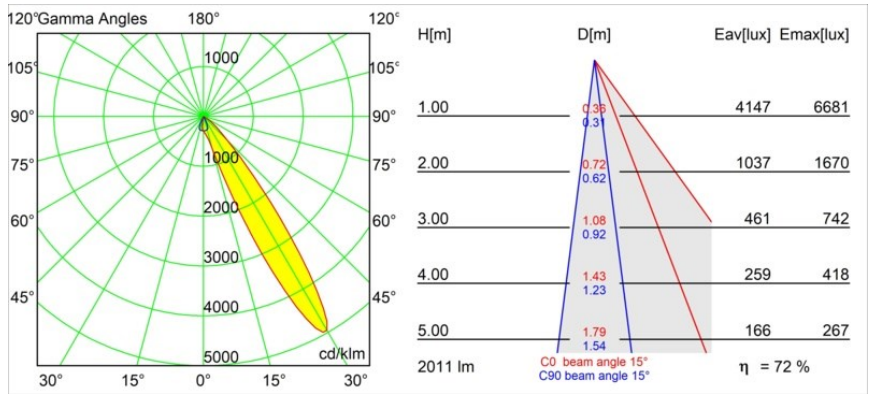 120° Gamma Angles 180° 120°
105° 1000 105°
90° 90°
75° 1000 75°
60° 2000 60°
3000
45° 4000 45°
5000 cd/klm
30° 15° 0° 15° 30°
H[m] D[m] Eav[lux] Emax[lux]
1.00 0.36 4147 6681
0.31
2.00 0.72 1037 1670
0.62
3.00 1.08 461 742
0.92
4.00 1.43 259 418
1.23
5.00 1.79 166 267
1.54
2011 lm C0 beam angle 15° η = 72 %
C90 beam angle 15°